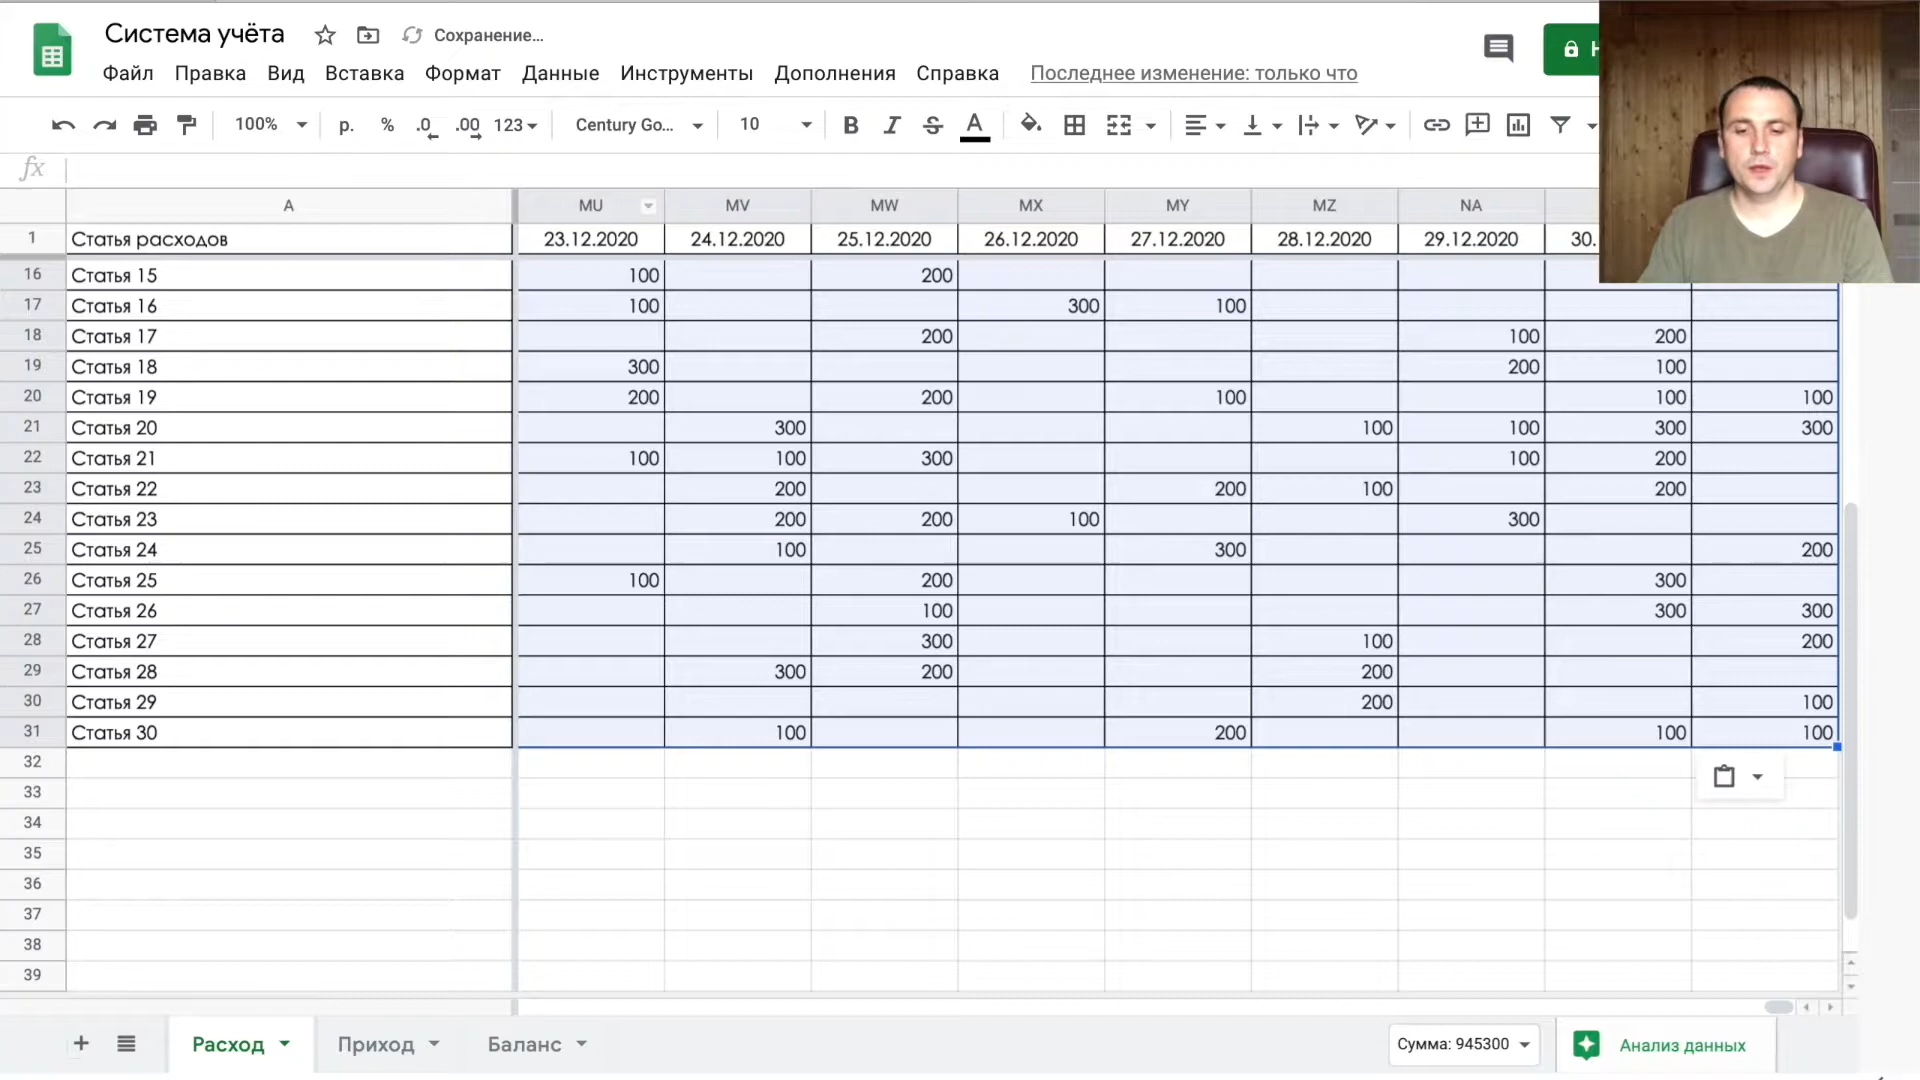 Система учёта Сохранение...
Файл Правка Вид Вставка Формат Данные Инструменты Дополнения Справка Последнее изменение: только что
100% р. % .0 .00 123 Century Go... 10 B I S A
fx
A MU MV MW MX MY MZ NA
1 Статья расходов 23.12.2020 24.12.2020 25.12.2020 26.12.2020 27.12.2020 28.12.2020 29.12.2020 30.
16 Статья 15 100 200
17 Статья 16 100 300 100
18 Статья 17 200 100 200
19 Статья 18 300 200 100
20 Статья 19 200 200 100 100 100
21 Статья 20 300 100 100 300 300
22 Статья 21 100 100 300 100 200
23 Статья 22 200 200 100 200
24 Статья 23 200 200 100 300
25 Статья 24 100 300 200
26 Статья 25 100 200 300
27 Статья 26 100 300 300
28 Статья 27 300 100 200
29 Статья 28 300 200 200
30 Статья 29 200 100
31 Статья 30 100 200 100 100
32
33
34
35
36
37
38
39
Расход Приход Баланс Сумма: 945300 Анализ данных